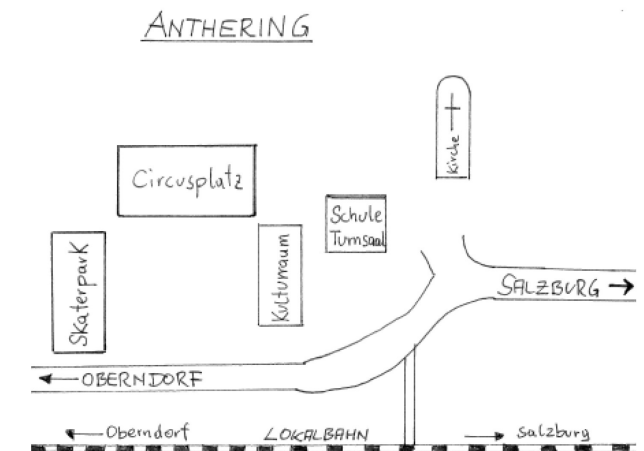 ANTHERING
Kirche
Circusplatz
Schule
Turnsaal
Skaterpark
Kulturraum
SALZBURG
OBERNDORF
Oberndorf
LOKALBAHN
Salzburg